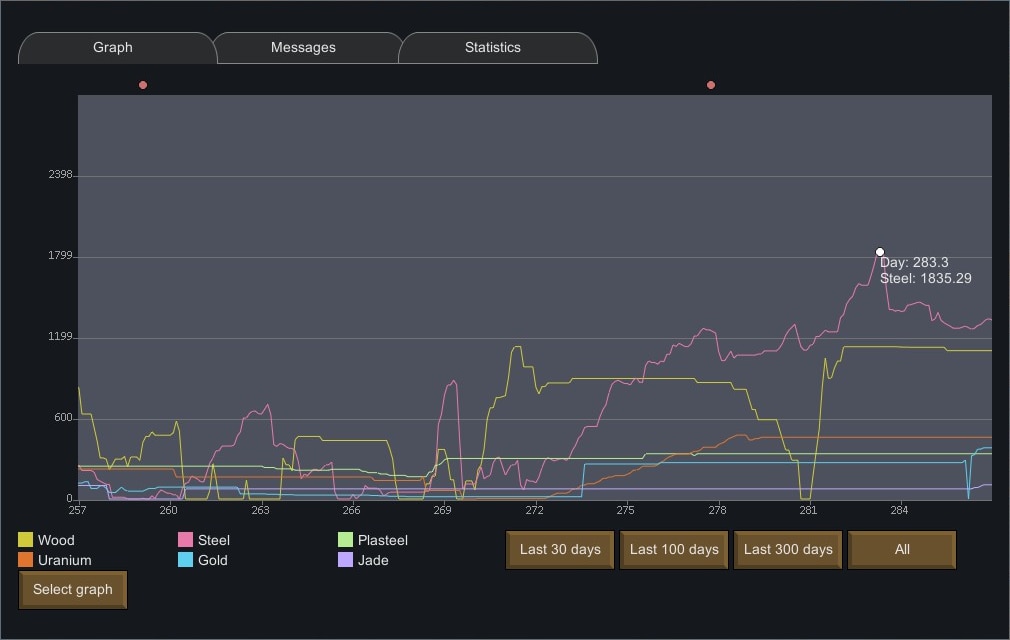 Graph Messages Statistics
2398
1799
Day: 283.3
Steel: 1835.29
1199
600
0
257 260 263 266 269 272 275 278 281 284
Wood Steel Plasteel
Uranium Gold Jade
Last 30 days Last 100 days Last 300 days All
Select graph